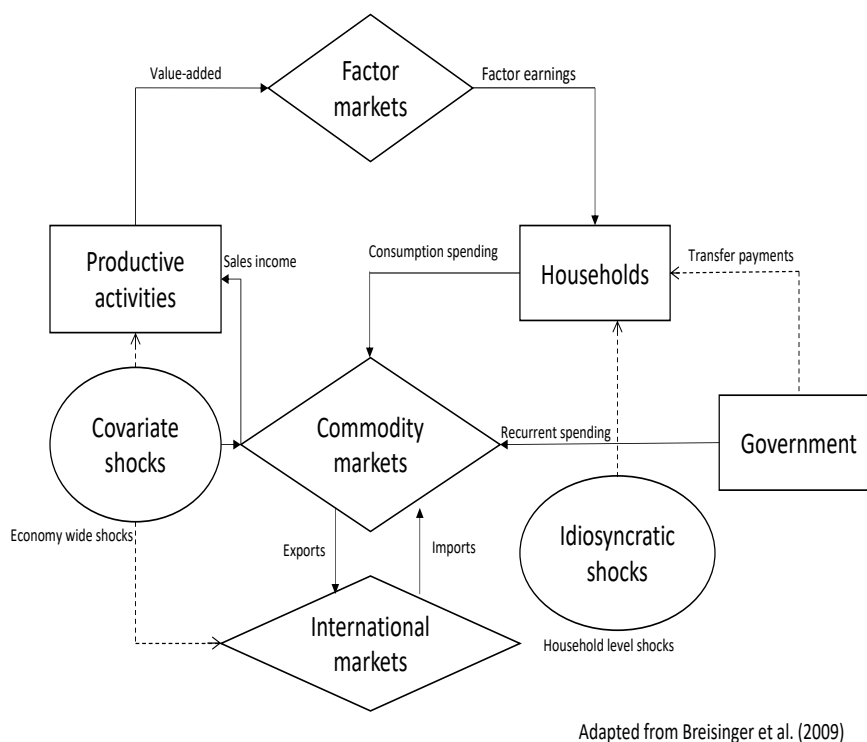 Value-added
Factor
markets
Factor earnings
Productive
activities
Sales income
Consumption spending
Households
Transfer payments
Covariate
shocks
Commodity
markets
Recurrent spending
Government
Economy wide shocks
Exports
Imports
Idiosyncratic
shocks
International
markets
Household level shocks
Adapted from Breisinger et al. (2009)